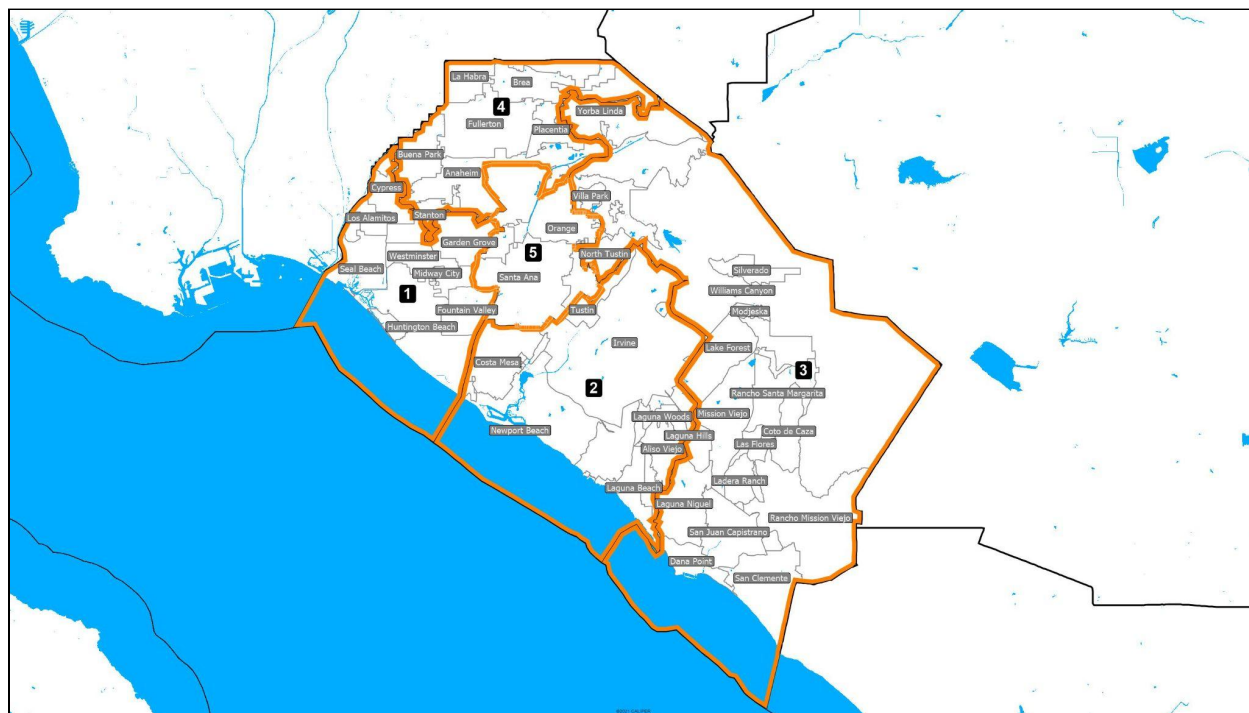 La Habra
Brea
4
Yorba Linda
Fullerton
Placentia
Buena Park
Anaheim
Cypress
Villa Park
Los Alamitos
Stanton
Orange
Garden Grove
5
North Tustin
Westminster
Seal Beach
Midway City
Santa Ana
Silverado
Williams Canyon
1
Fountain Valley
Tustin
Modjeska
Huntington Beach
Irvine
Lake Forest
Costa Mesa
3
2
Rancho Santa Margarita
Laguna Woods
Mission Viejo
Newport Beach
Laguna Hills
Coto de Caza
Las Flores
Aliso Viejo
Laguna Beach
Ladera Ranch
Laguna Niguel
Rancho Mission Viejo
San Juan Capistrano
Dana Point
San Clemente